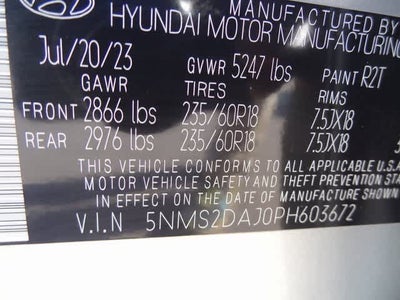 MANUFACTURED BY
HYUNDAI MOTOR MANUFACTURING
Jul/20/23 GVWR 5247 lbs PAINT R2T
GAWR TIRES RIMS
FRONT 2866 lbs 235/60R18 7.5JX18
REAR 2976 lbs 235/60R18 7.5JX18
THIS VEHICLE CONFORMS TO ALL APPLICABLE U.S.A
MOTOR VEHICLE SAFETY AND THEFT PREVENTION STA
IN EFFECT ON THE DATE OF MANUFACTURE SHOWN
V.I.N 5NMS2DAJ0PH603672